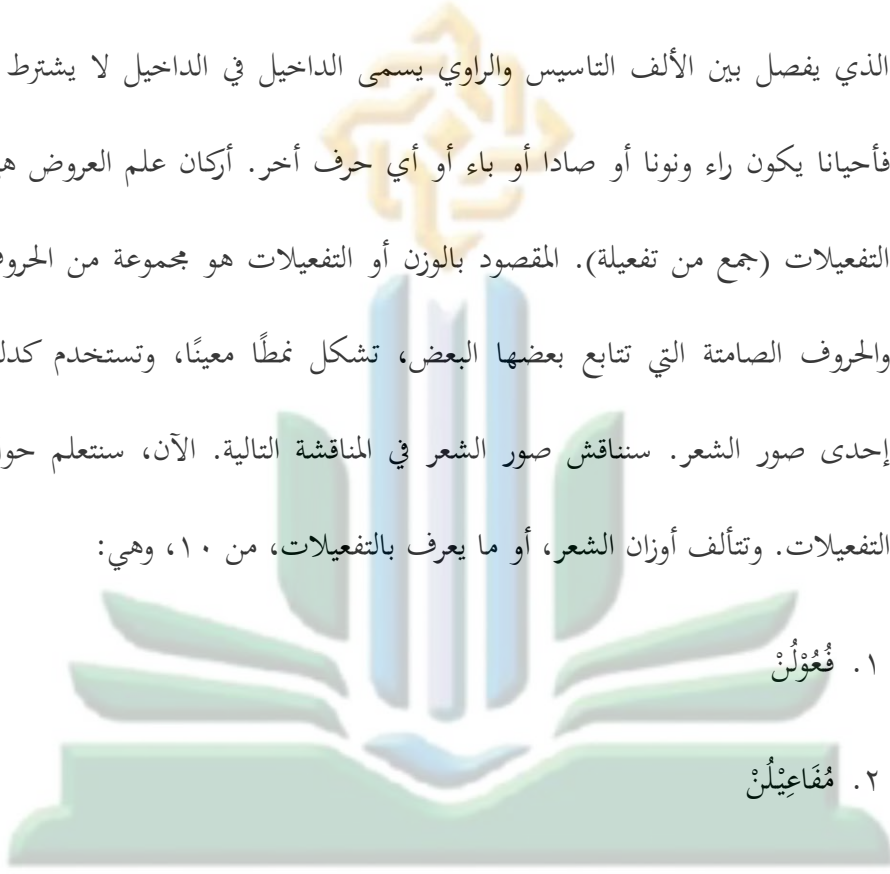 الذي يفصل بين الألف التاسيس والراوي يسمى الداخيل في الداخيل لا يشترط
فأحيانا يكون راء ونونا أو صادا أو باء أو أي حرف أخر. أركان علم العروض
التفعيلات (جمع من تفعيلة). المقصود بالوزن أو التفعيلات هو مجموعة من
والحروف الصامتة التي تتابع بعضها البعض، تشكل نمطًا معينًا، وتستخدم
إحدى صور الشعر. سنناقش صور الشعر في المناقشة التالية. الآن، سنتعلم
التفعيلات. وتتألف أوزان الشعر، أو ما يعرف بالتفعيلات، من ١٠، وهي:
١. فُعُوْلُنْ
٢. مُفَاعِيْلُنْ